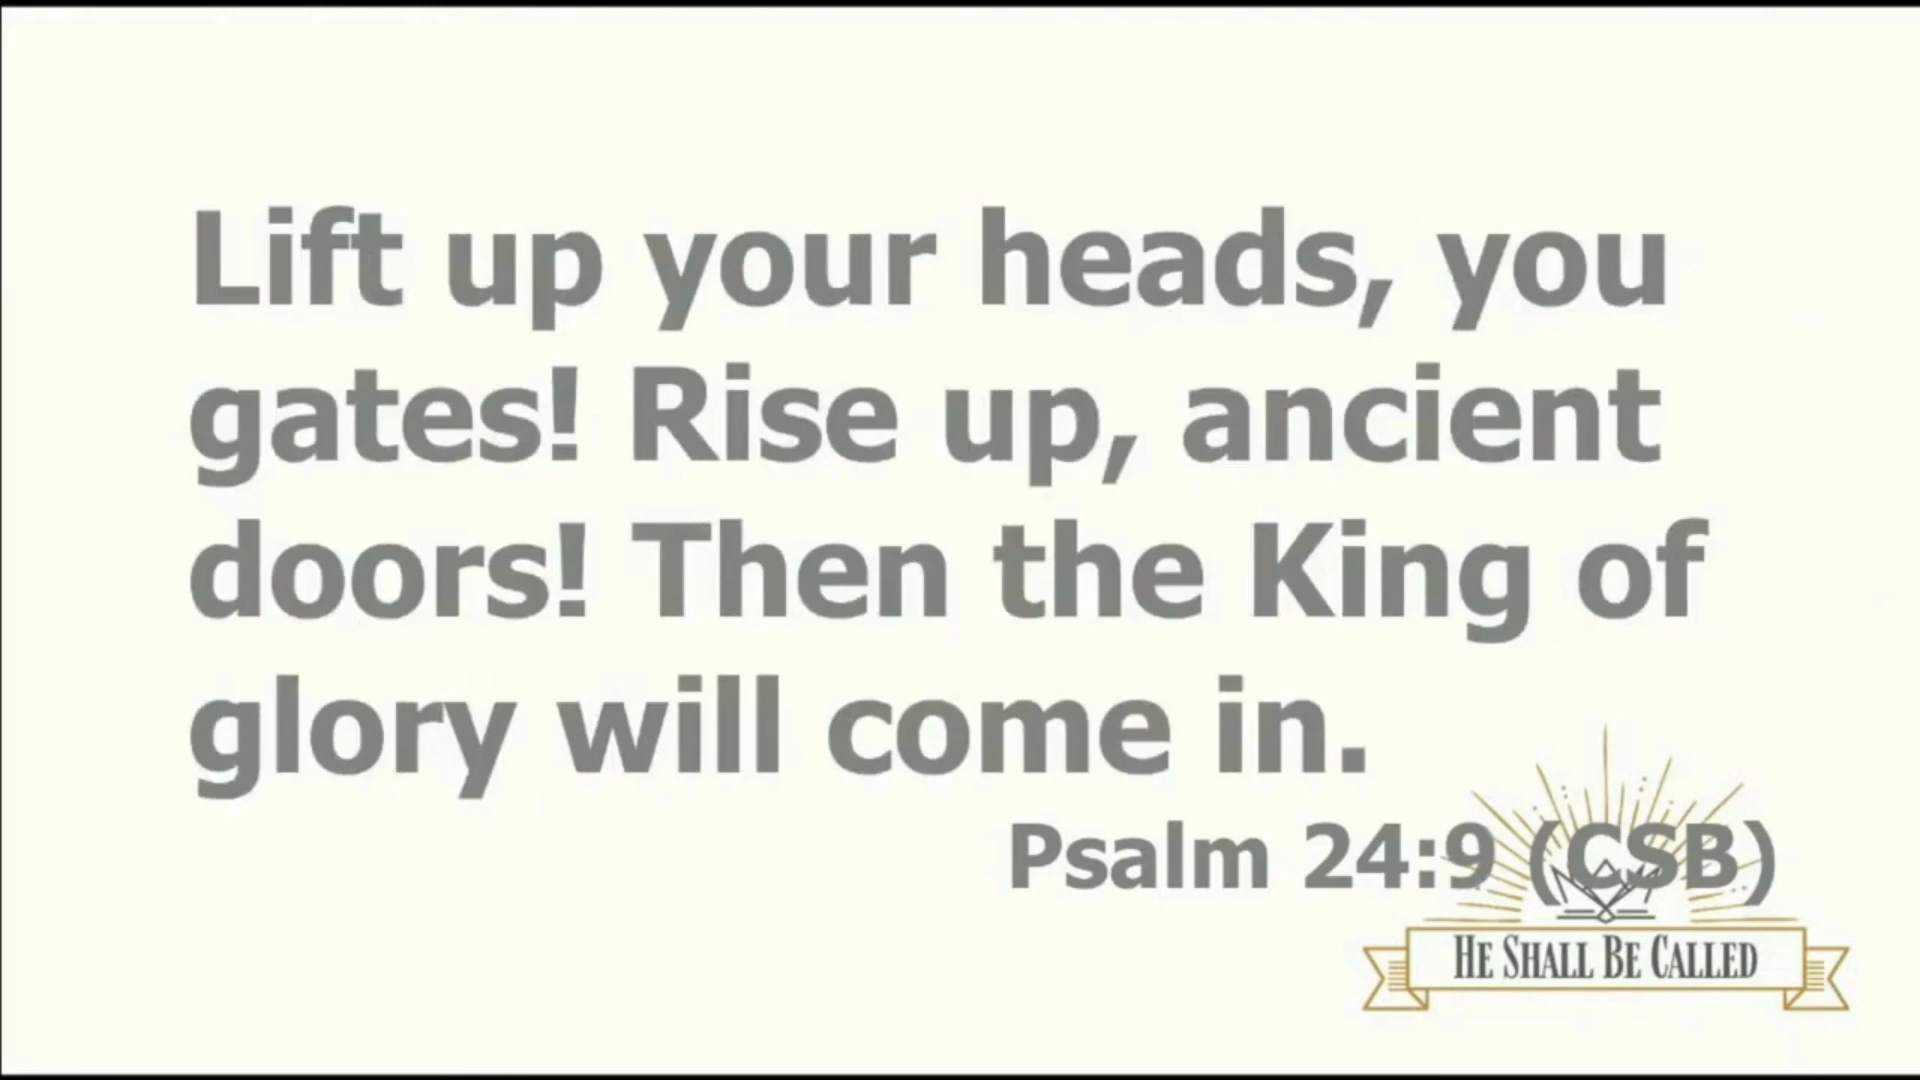 Lift up your heads, you
gates! Rise up, ancient
doors! Then the King of
glory will come in.
Psalm 24:9 (CSB)
HE SHALL BE CALLED